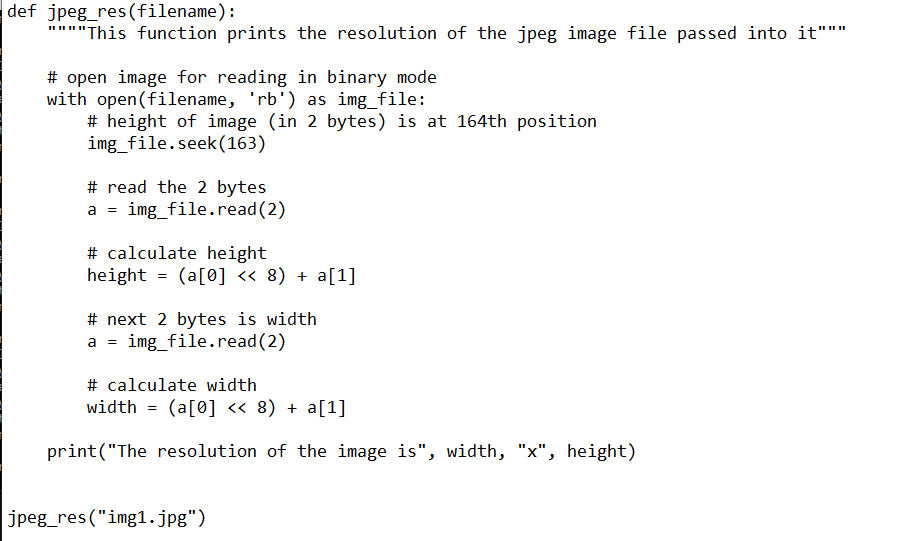 def jpeg_res(filename):
    """"This function prints the resolution of the jpeg image file passed into it"""
    # open image for reading in binary mode
    with open(filename, 'rb') as img_file:
        # height of image (in 2 bytes) is at 164th position
        img_file.seek(163)
        # read the 2 bytes
        a = img_file.read(2)
        # calculate height
        height = (a[0] << 8) + a[1]
        # next 2 bytes is width
        a = img_file.read(2)
        # calculate width
        width = (a[0] << 8) + a[1]
    print("The resolution of the image is", width, "x", height)
jpeg_res("img1.jpg")